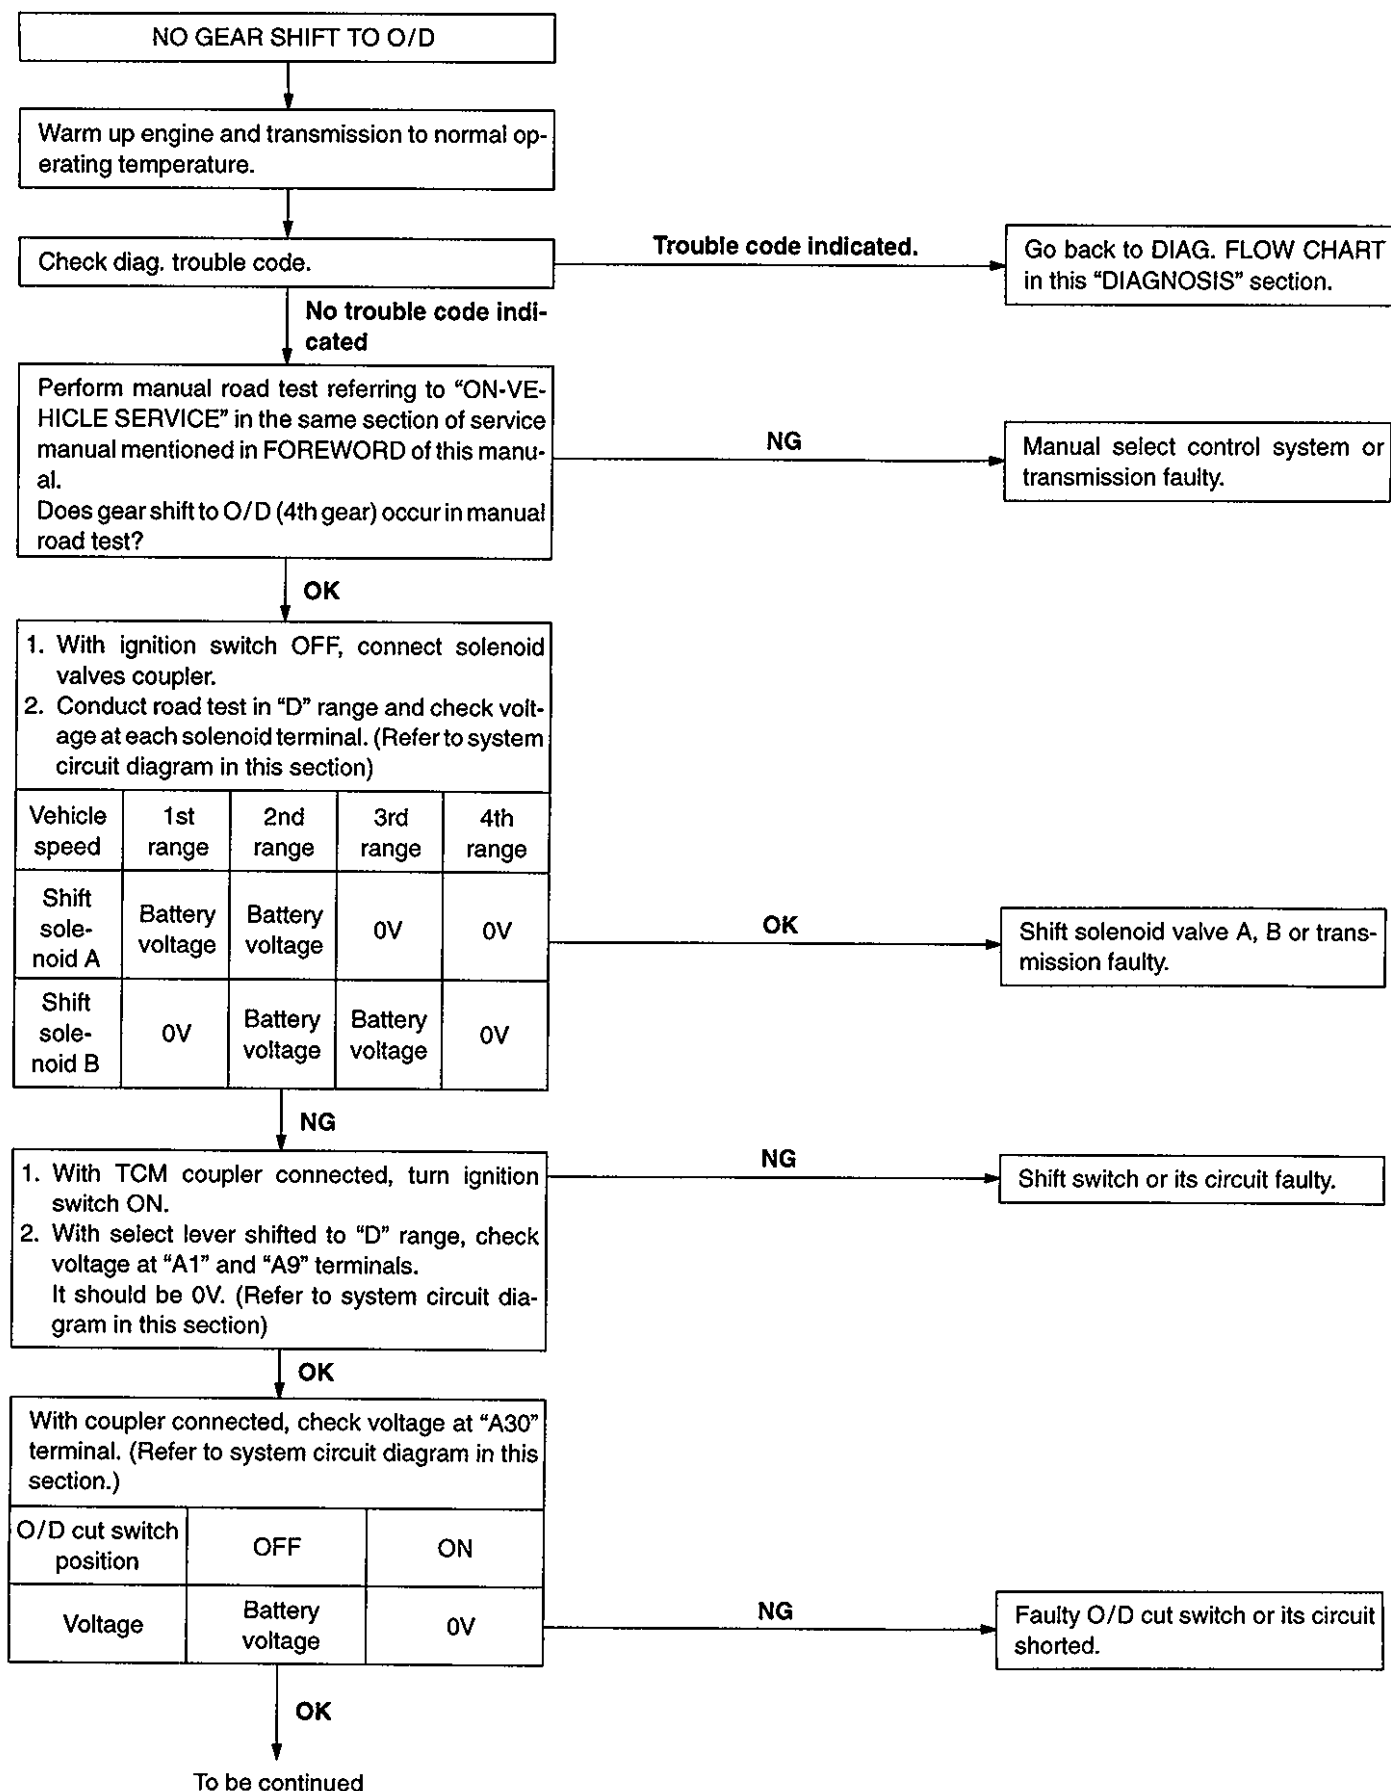 NO GEAR SHIFT TO O/D
Warm up engine and transmission to normal op-
erating temperature.
Check diag. trouble code.
Trouble code indicated.
Go back to DIAG. FLOW CHART
in this “DIAGNOSIS” section.
No trouble code indi-
cated
Perform manual road test referring to “ON-VE-
HICLE SERVICE” in the same section of service
manual mentioned in FOREWORD of this manu-
al.
Does gear shift to O/D (4th gear) occur in manual
road test?
NG
Manual select control system or
transmission faulty.
OK
1. With ignition switch OFF, connect solenoid
valves coupler.
2. Conduct road test in “D” range and check volt-
age at each solenoid terminal. (Refer to system
circuit diagram in this section)
Vehicle
speed
1st
range
2nd
range
3rd
range
4th
range
Shift
sole-
noid A
Battery
voltage
Battery
voltage
0V
0V
OK
Shift solenoid valve A, B or trans-
mission faulty.
Shift
sole-
noid B
0V
Battery
voltage
Battery
voltage
0V
NG
1. With TCM coupler connected, turn ignition
switch ON.
2. With select lever shifted to “D” range, check
voltage at “A1” and “A9” terminals.
It should be 0V. (Refer to system circuit dia-
gram in this section)
NG
Shift switch or its circuit faulty.
OK
With coupler connected, check voltage at “A30”
terminal. (Refer to system circuit diagram in this
section.)
O/D cut switch
position
OFF
ON
Voltage
Battery
voltage
0V
NG
Faulty O/D cut switch or its circuit
shorted.
OK
To be continued